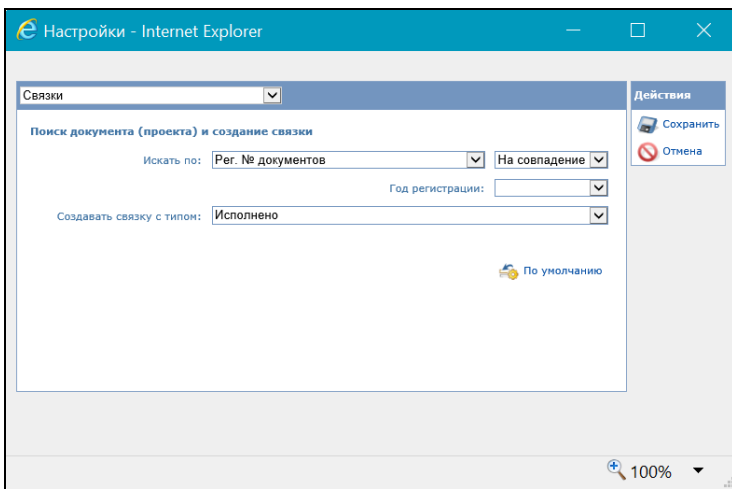 Настройки - Internet Explorer
Связки
Действия
Поиск документа (проекта) и создание связки
Сохранить
Искать по: Рег. № документов На совпадение
Отмена
Год регистрации:
Создавать связку с типом: Исполнено
По умолчанию
100%